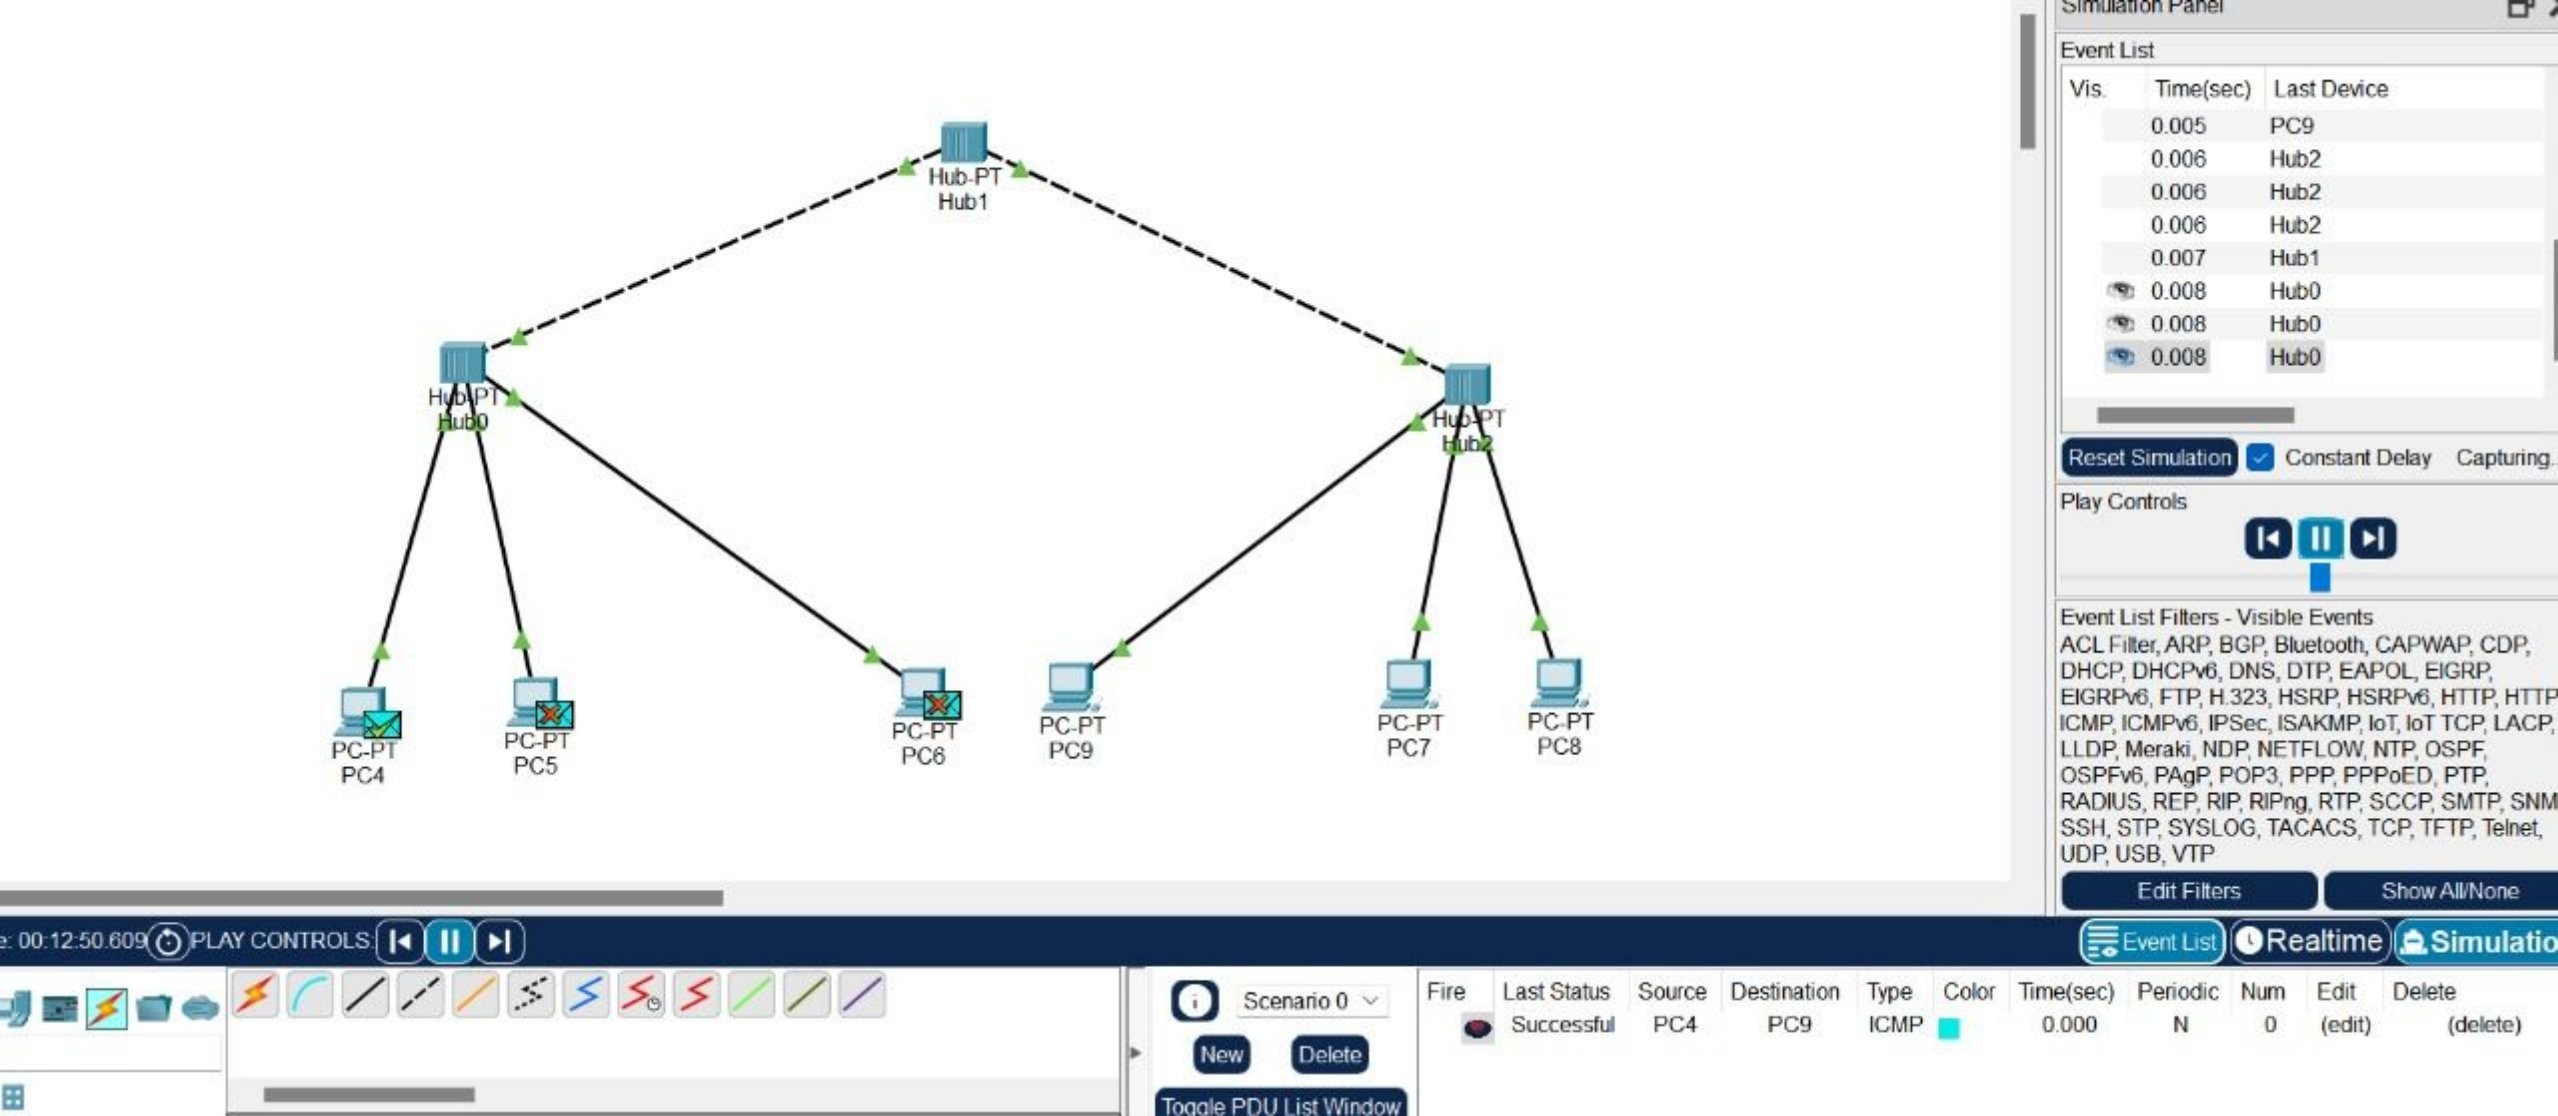 Simulation Panel
Event List
Vis. Time(sec) Last Device
0.005 PC9
0.006 Hub2
0.006 Hub2
0.006 Hub2
0.007 Hub1
0.008 Hub0
0.008 Hub0
0.008 Hub0
Reset Simulation Constant Delay Capturing..
Play Controls
Event List Filters - Visible Events
ACL Filter, ARP, BGP, Bluetooth, CAPWAP, CDP,
DHCP, DHCPv6, DNS, DTP, EAPOL, EIGRP,
EIGRPv6, FTP, H.323, HSRP, HSRPv6, HTTP, HTTP
ICMP, ICMPv6, IPSec, ISAKMP, IoT, IoT TCP, LACP,
LLDP, Meraki, NDP, NETFLOW, NTP, OSPF,
OSPFv6, PAgP, POP3, PPP, PPPoED, PTP,
RADIUS, REP, RIP, RIPng, RTP, SCCP, SMTP, SNM
SSH, STP, SYSLOG, TACACS, TCP, TFTP, Telnet,
UDP, USB, VTP
Edit Filters Show All/None
Hub-PT
Hub1
Hub-PT
Hub0
Hub-PT
Hub2
PC-PT
PC4
PC-PT
PC5
PC-PT
PC6
PC-PT
PC9
PC-PT
PC7
PC-PT
PC8
e: 00:12:50.609 PLAY CONTROLS: Event List Realtime Simulatio
Scenario 0
New Delete
Toggle PDU List Window
Fire Last Status Source Destination Type Color Time(sec) Periodic Num Edit Delete
Successful PC4 PC9 ICMP 0.000 N 0 (edit) (delete)